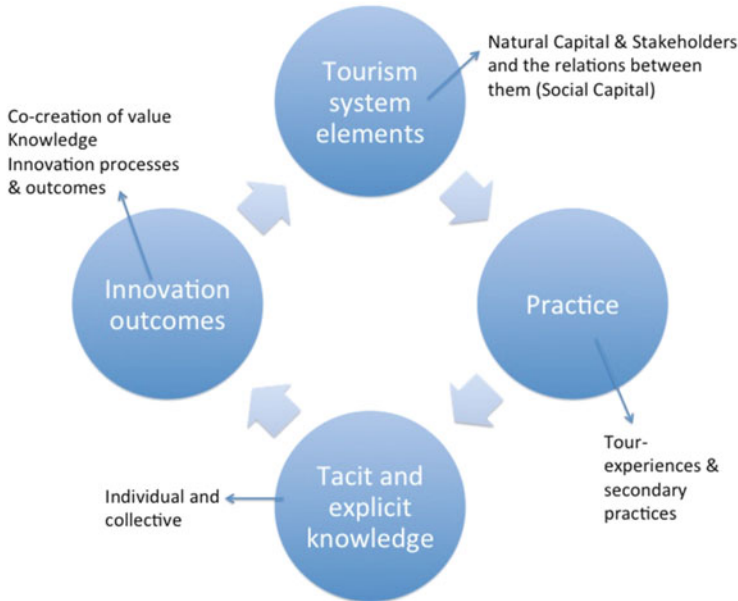 Tourism
system
elements
Natural Capital & Stakeholders
and the relations between
them (Social Capital)
Practice
Tour-
experiences &
secondary
practices
Tacit and
explicit
knowledge
Individual and
collective
Innovation
outcomes
Co-creation of value
Knowledge
Innovation processes
& outcomes